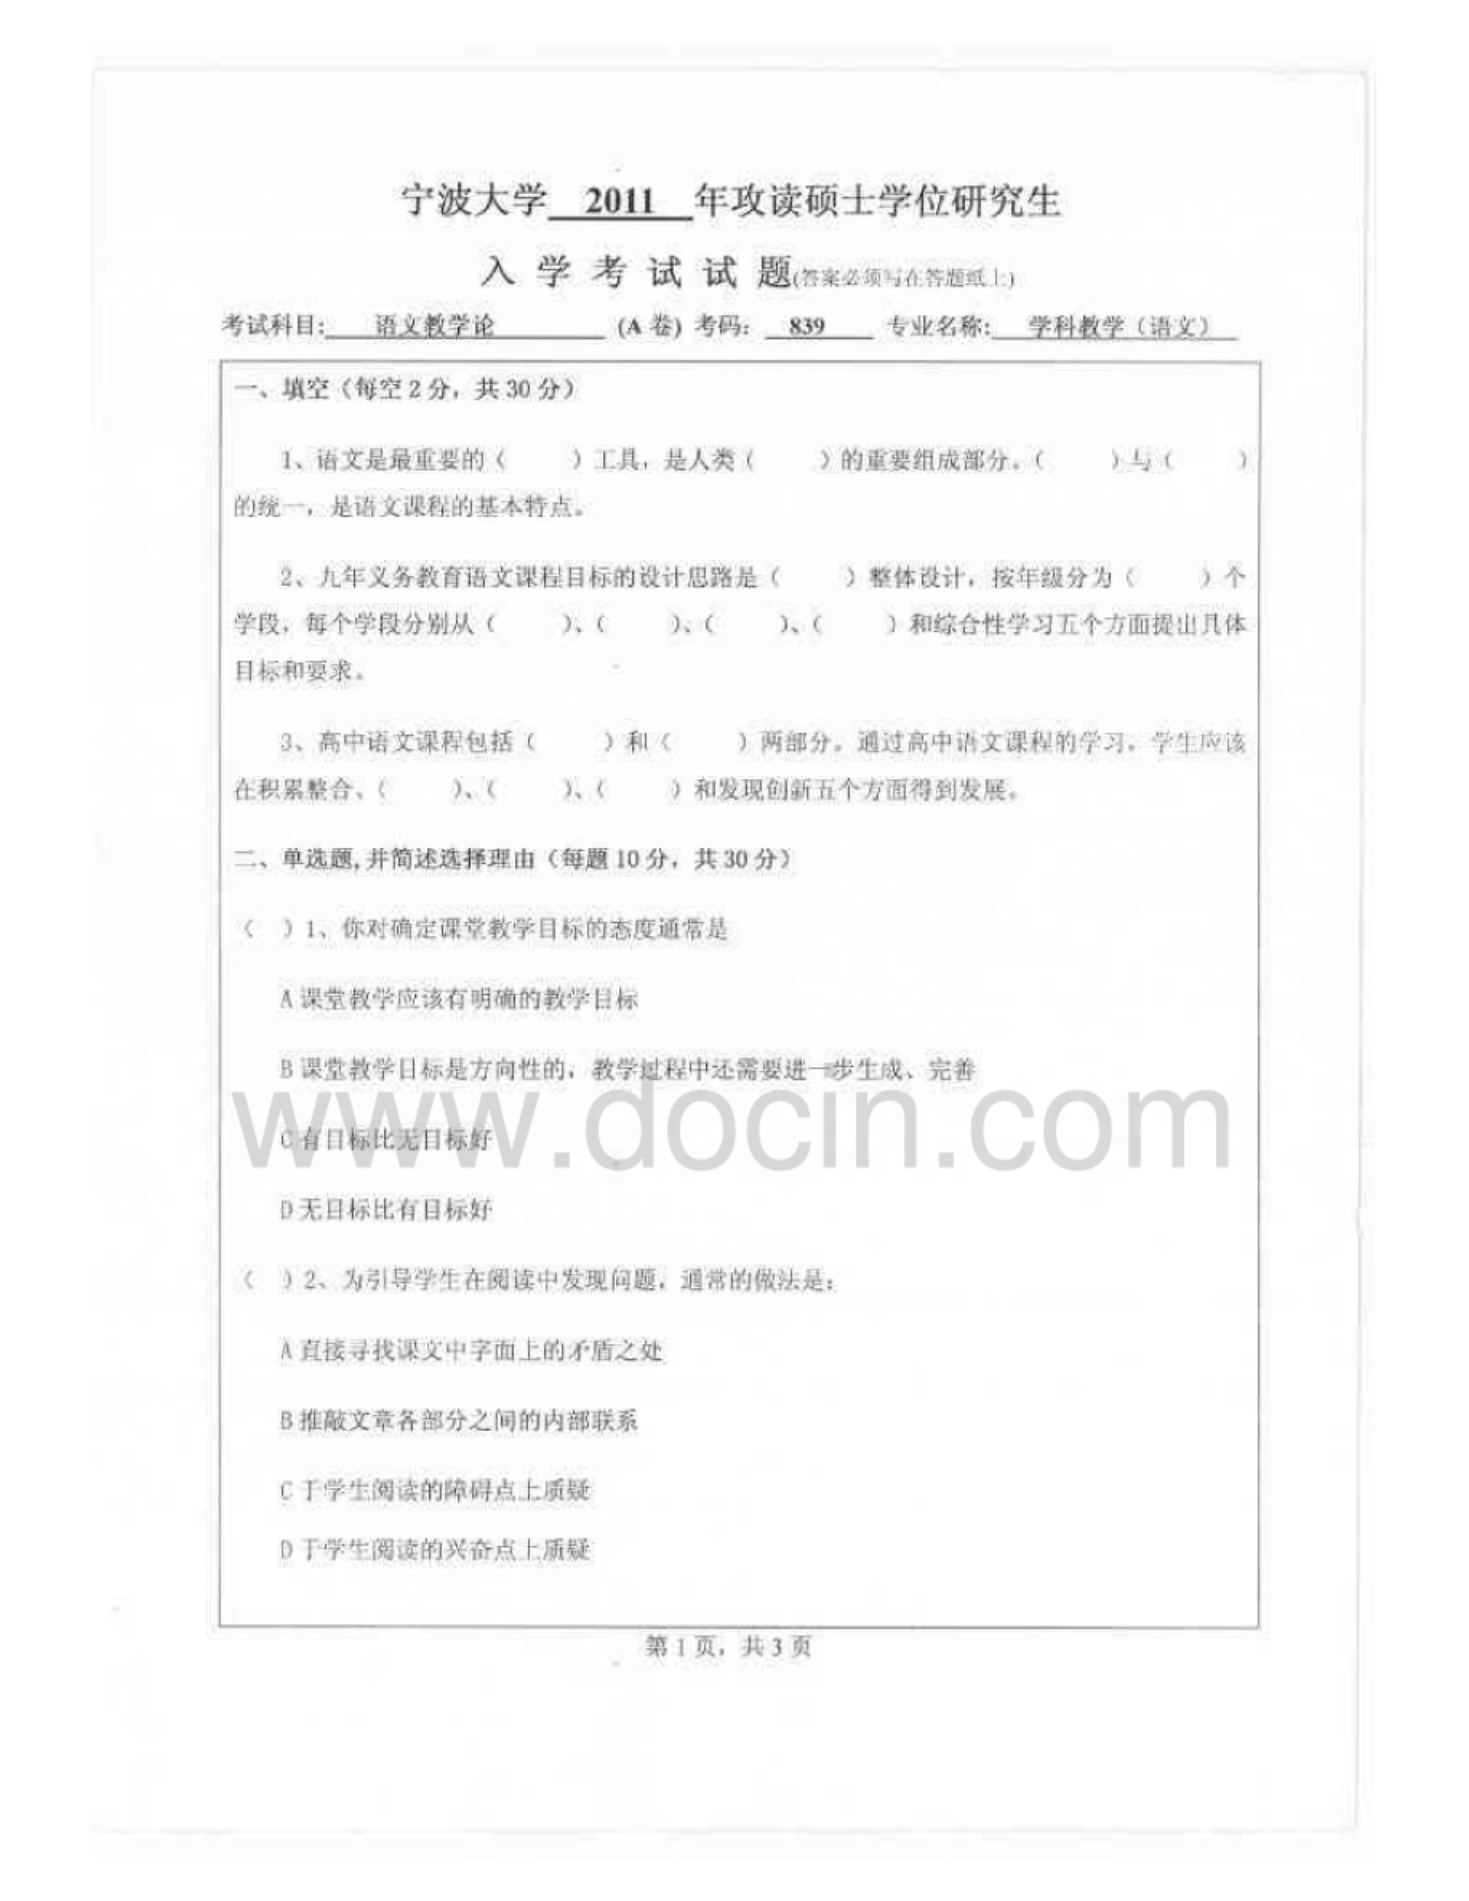 宁波大学 2011 年攻读硕士学位研究生
入 学 考 试 试 题(答案必须写在答题纸上)
考试科目: 语文教学论 (A 卷) 考码: 839 专业名称: 学科教学（语文）
一、填空（每空 2 分，共 30 分）
1、语文是最重要的（ ）工具，是人类（ ）的重要组成部分。（ ）与（ ）
的统一，是语文课程的基本特点。
2、九年义务教育语文课程目标的设计思路是（ ）整体设计，按年级分为（ ）个
学段，每个学段分别从（ ）、（ ）、（ ）、（ ）和综合性学习五个方面提出具体
目标和要求。
3、高中语文课程包括（ ）和（ ）两部分。通过高中语文课程的学习，学生应该
在积累整合、（ ）、（ ）、（ ）和发现创新五个方面得到发展。
二、单选题,并简述选择理由（每题 10 分，共 30 分）
（ ）1、你对确定课堂教学目标的态度通常是
A 课堂教学应该有明确的教学目标
B 课堂教学目标是方向性的，教学过程中还需要进一步生成、完善
C 有目标比无目标好
www.docin.com
D 无目标比有目标好
（ ）2、为引导学生在阅读中发现问题，通常的做法是：
A 直接寻找课文中字面上的矛盾之处
B 推敲文章各部分之间的内部联系
C 于学生阅读的障碍点上质疑
D 于学生阅读的兴奋点上质疑
第 1 页，共 3 页